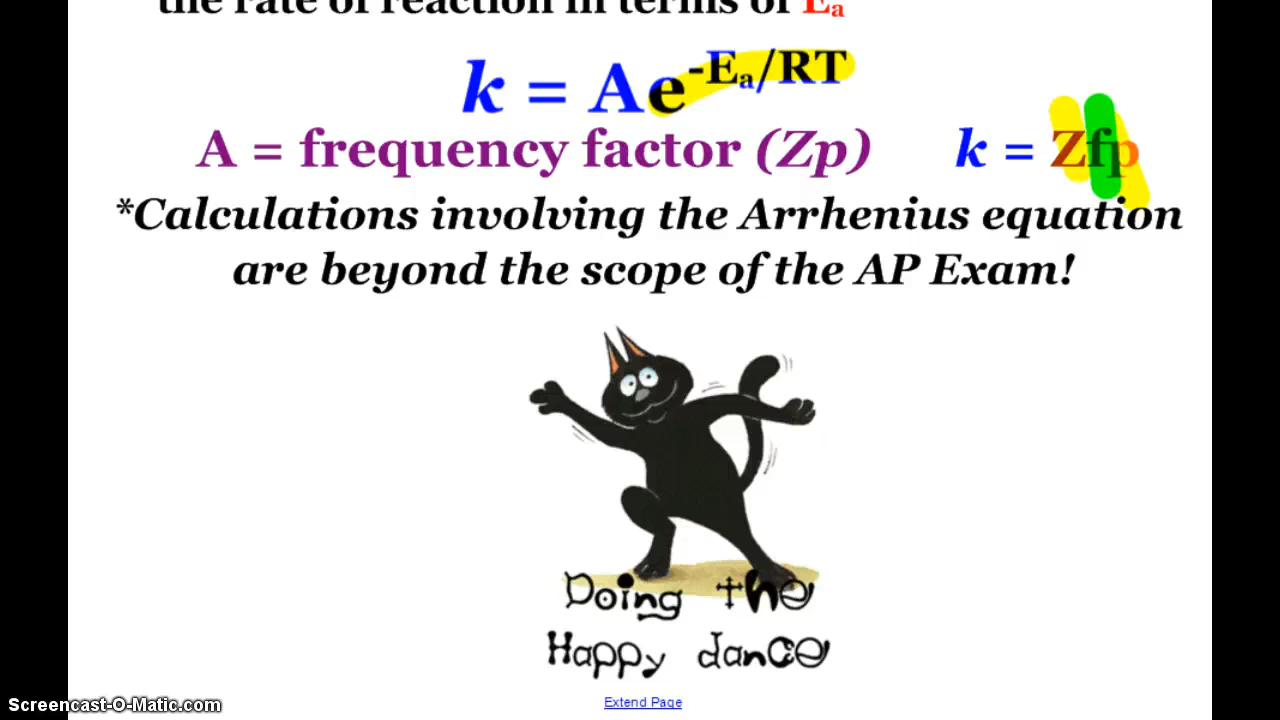 the rate of reaction in terms of Eₐ
k = Ae^-Eₐ/RT
A = frequency factor (Zp) k = Zfp
*Calculations involving the Arrhenius equation
are beyond the scope of the AP Exam!
Doing the
Happy dance
Extend Page
Screencast-O-Matic.com